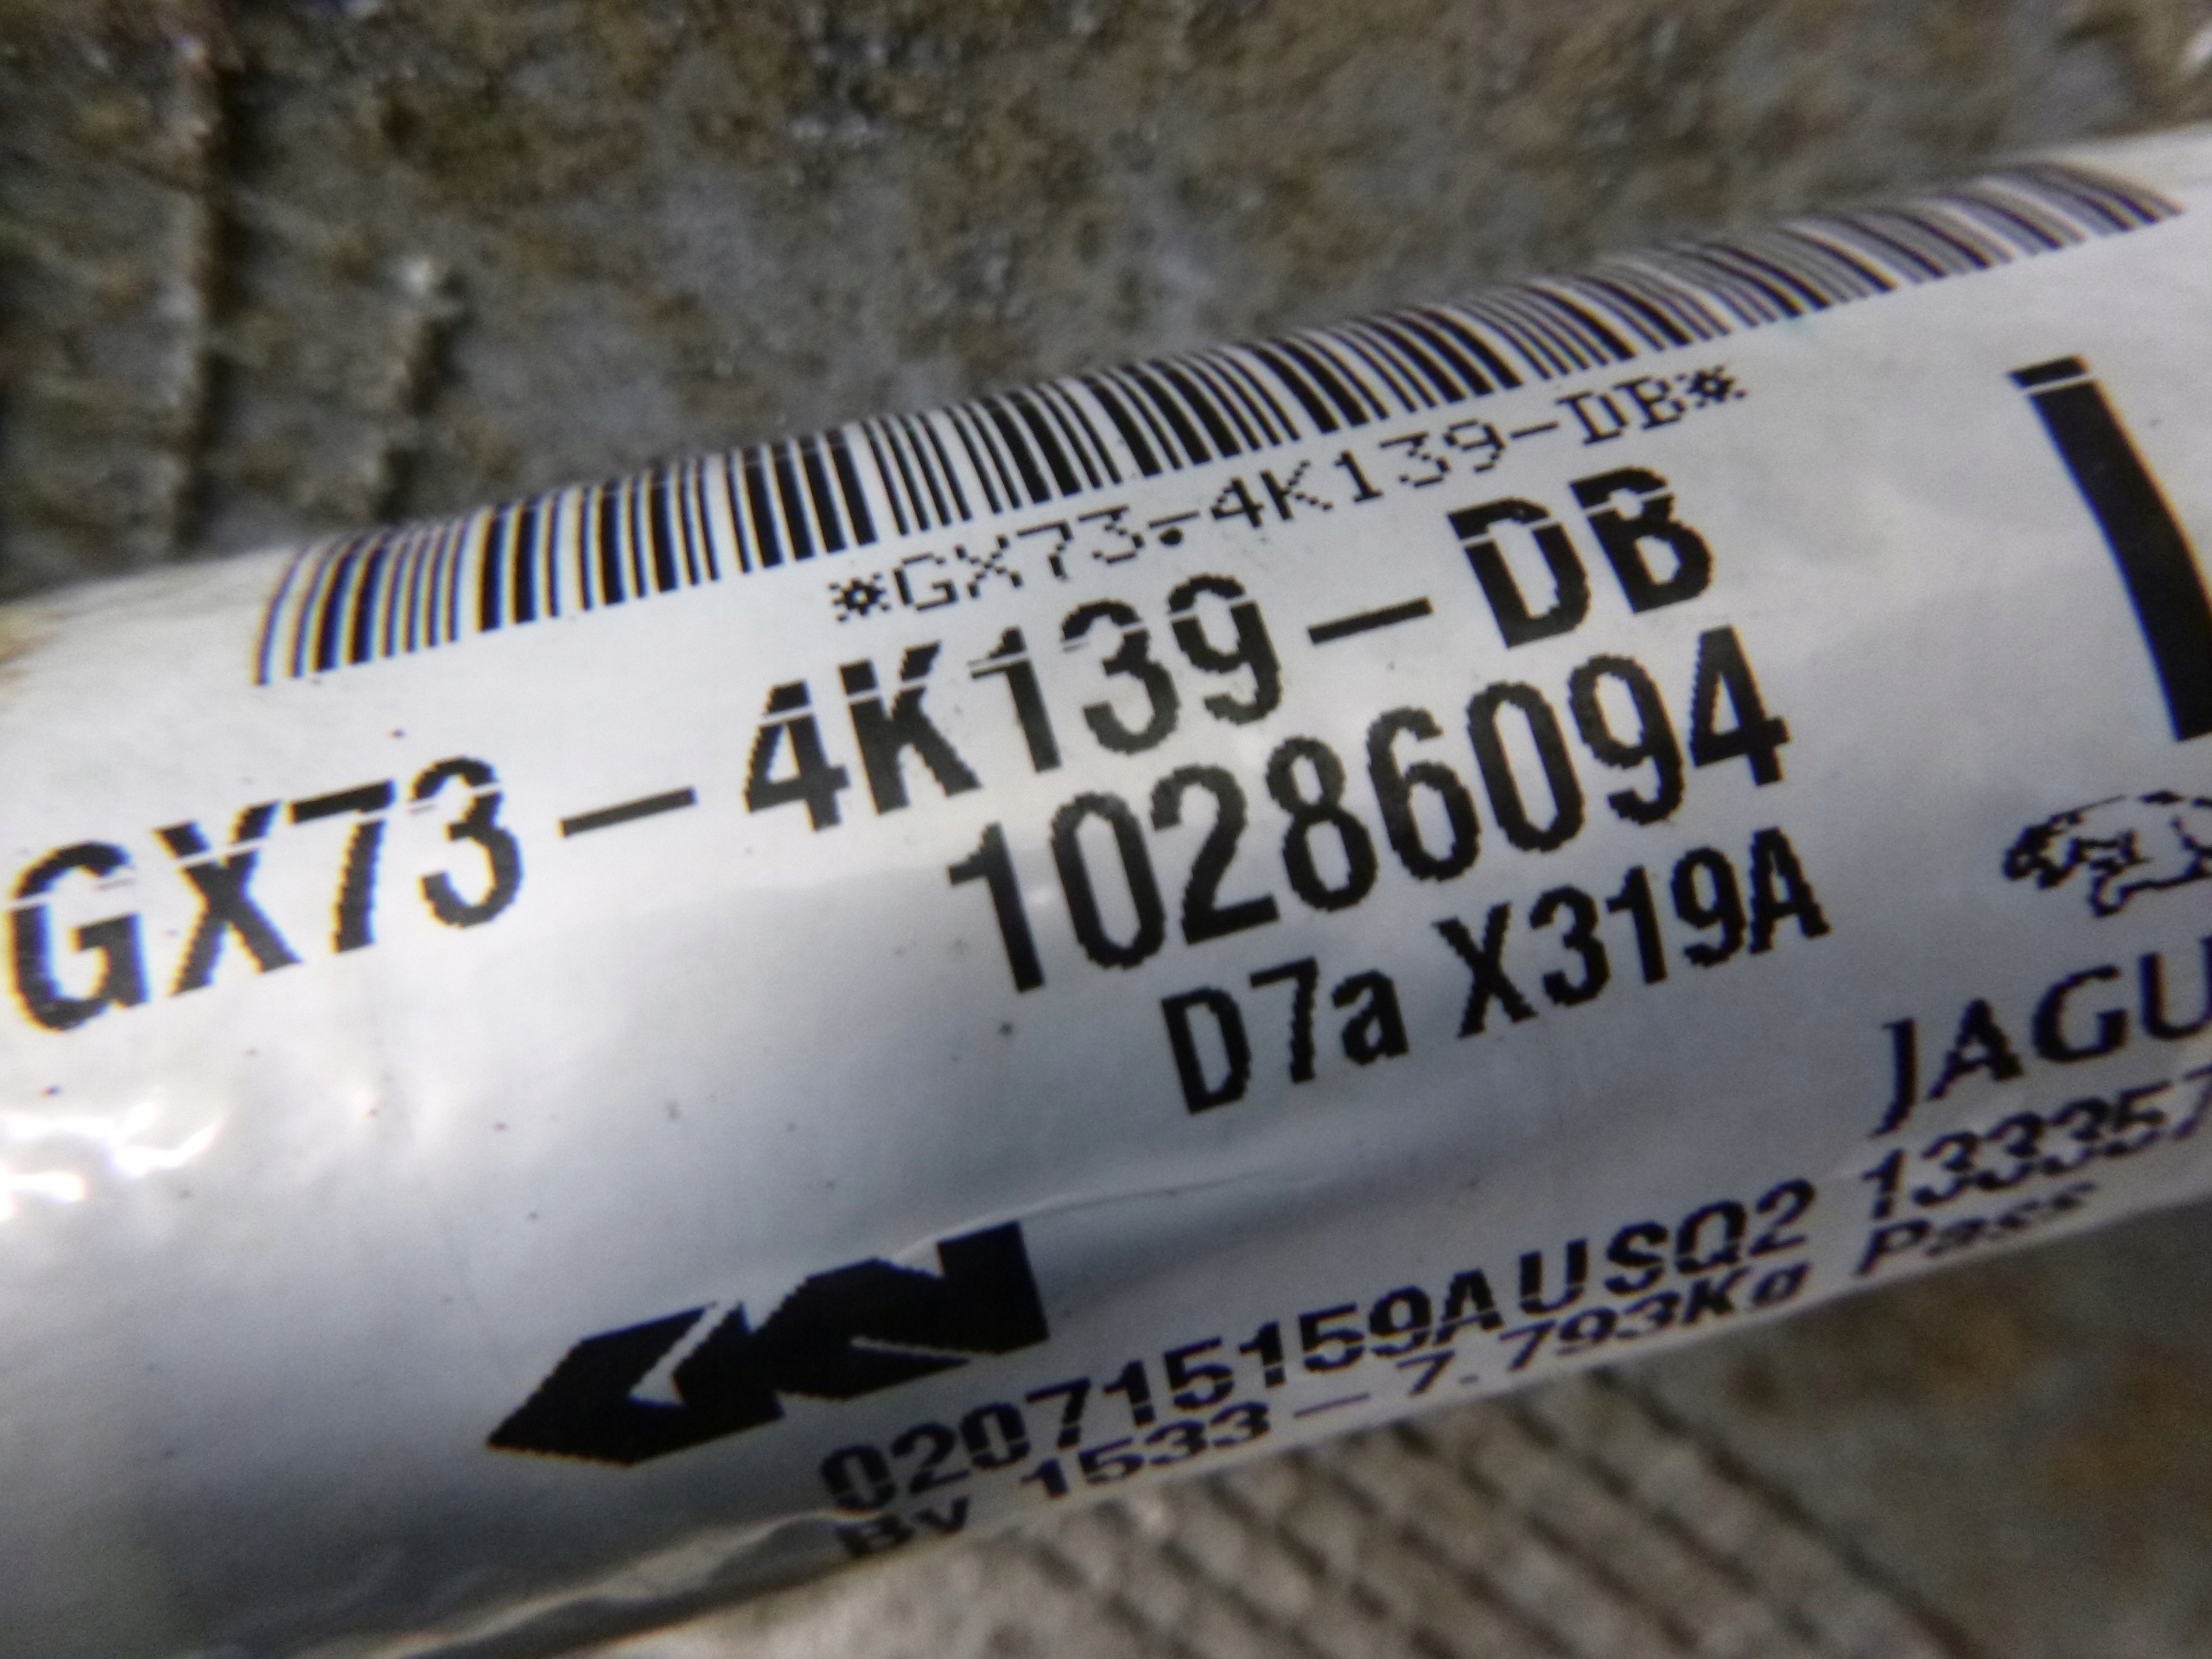 *GX73-4K139-DB*
GX73-4K139-DB
10286094
D7a X319A
JAGU
020715159AUSQ2 133357
BV 1533-7.793Kg Pass